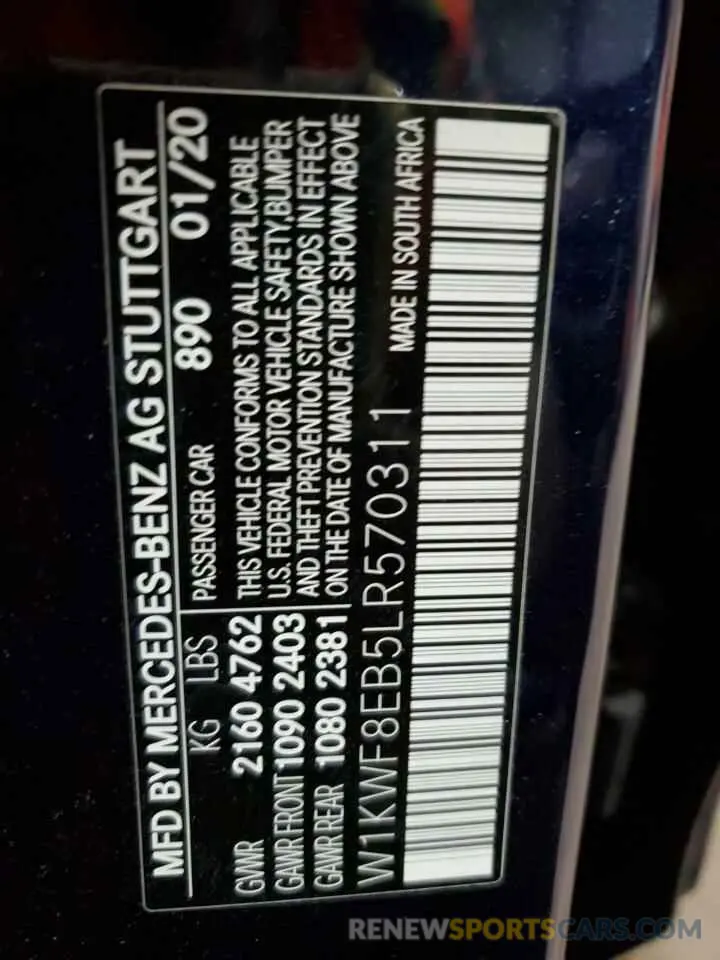 MFD BY MERCEDES-BENZ AG STUTTGART
KG LBS PASSENGER CAR 890 01/20
GVWR 2160 4762 THIS VEHICLE CONFORMS TO ALL APPLICABLE
GAWR FRONT 1090 2403 U.S. FEDERAL MOTOR VEHICLE SAFETY,BUMPER
GAWR REAR 1080 2381 AND THEFT PREVENTION STANDARDS IN EFFECT
ON THE DATE OF MANUFACTURE SHOWN ABOVE
W1KWF8EB5LR570311 MADE IN SOUTH AFRICA
RENEWSPORTSCARS.COM